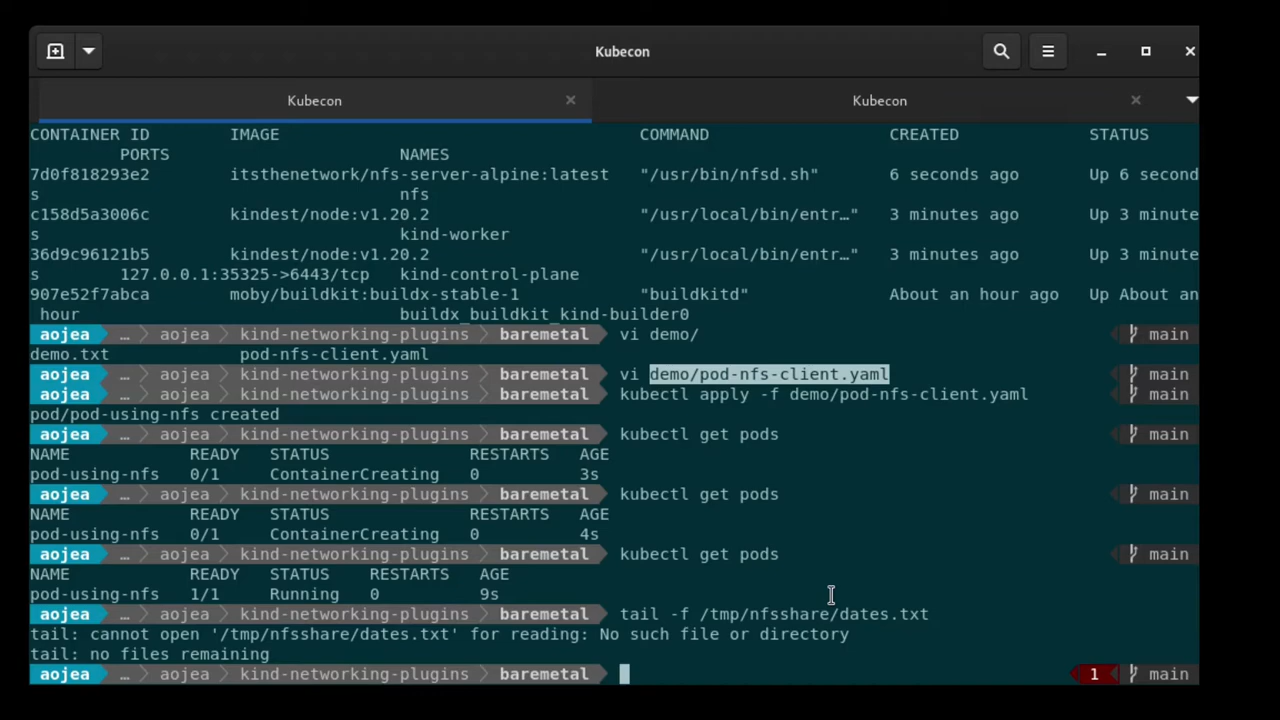 Kubecon
Kubecon Kubecon
CONTAINER ID IMAGE COMMAND CREATED STATUS
PORTS NAMES
7d0f818293e2 itsthenetwork/nfs-server-alpine:latest "/usr/bin/nfsd.sh" 6 seconds ago Up 6 second
s nfs
c158d5a3006c kindest/node:v1.20.2 "/usr/local/bin/entr…" 3 minutes ago Up 3 minute
s kind-worker
36d9c96121b5 kindest/node:v1.20.2 "/usr/local/bin/entr…" 3 minutes ago Up 3 minute
s 127.0.0.1:35325->6443/tcp kind-control-plane
907e52f7abca moby/buildkit:buildx-stable-1 "buildkitd" About an hour ago Up About an
hour buildx_buildkit_kind-builder0
aojea … aojea kind-networking-plugins baremetal vi demo/ main
demo.txt pod-nfs-client.yaml
aojea … aojea kind-networking-plugins baremetal vi demo/pod-nfs-client.yaml main
aojea … aojea kind-networking-plugins baremetal kubectl apply -f demo/pod-nfs-client.yaml main
pod/pod-using-nfs created
aojea … aojea kind-networking-plugins baremetal kubectl get pods main
NAME READY STATUS RESTARTS AGE
pod-using-nfs 0/1 ContainerCreating 0 3s
aojea … aojea kind-networking-plugins baremetal kubectl get pods main
NAME READY STATUS RESTARTS AGE
pod-using-nfs 0/1 ContainerCreating 0 4s
aojea … aojea kind-networking-plugins baremetal kubectl get pods main
NAME READY STATUS RESTARTS AGE
pod-using-nfs 1/1 Running 0 9s
aojea … aojea kind-networking-plugins baremetal tail -f /tmp/nfsshare/dates.txt main
tail: cannot open '/tmp/nfsshare/dates.txt' for reading: No such file or directory
tail: no files remaining
aojea … aojea kind-networking-plugins baremetal 1 main